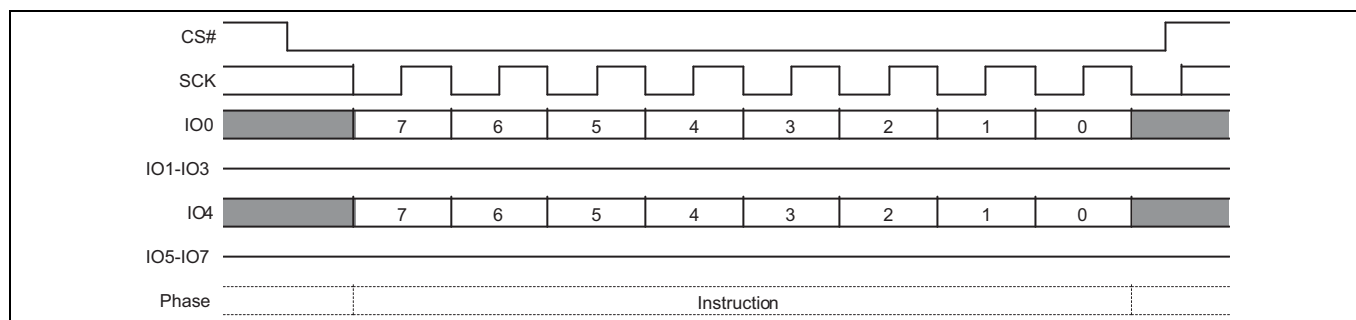 CS#
SCK
IO0 7 6 5 4 3 2 1 0
IO1-IO3
IO4 7 6 5 4 3 2 1 0
IO5-IO7
Phase Instruction